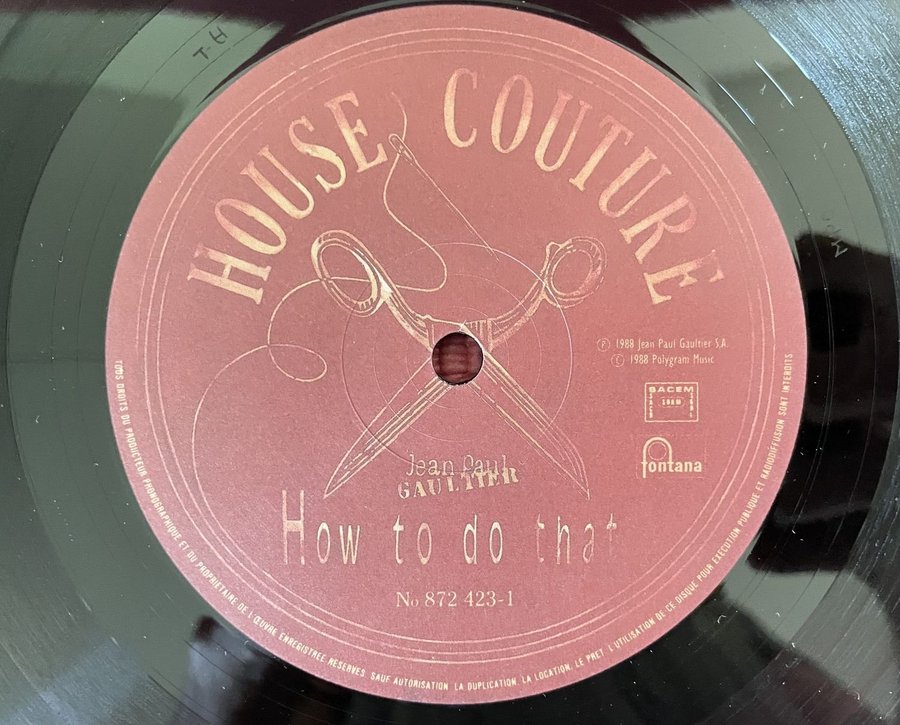 HOUSE COUTURE
℗ 1988 Jean Paul Gaultier S.A.
© 1988 Polygram Music
SACEM
fontana
Jean Paul
GAULTIER
How to do that
No 872 423-1
TOUS DROITS DU PRODUCTEUR PHONOGRAPHIQUE ET DU PROPRIETAIRE DE L'ŒUVRE ENREGISTREE RESERVES. SAUF AUTORISATION, LA DUPLICATION, LA LOCATION, LE PRET, L'UTILISATION DE CE DISQUE POUR EXECUTION PUBLIQUE ET RADIODIFFUSION SONT INTERDITS